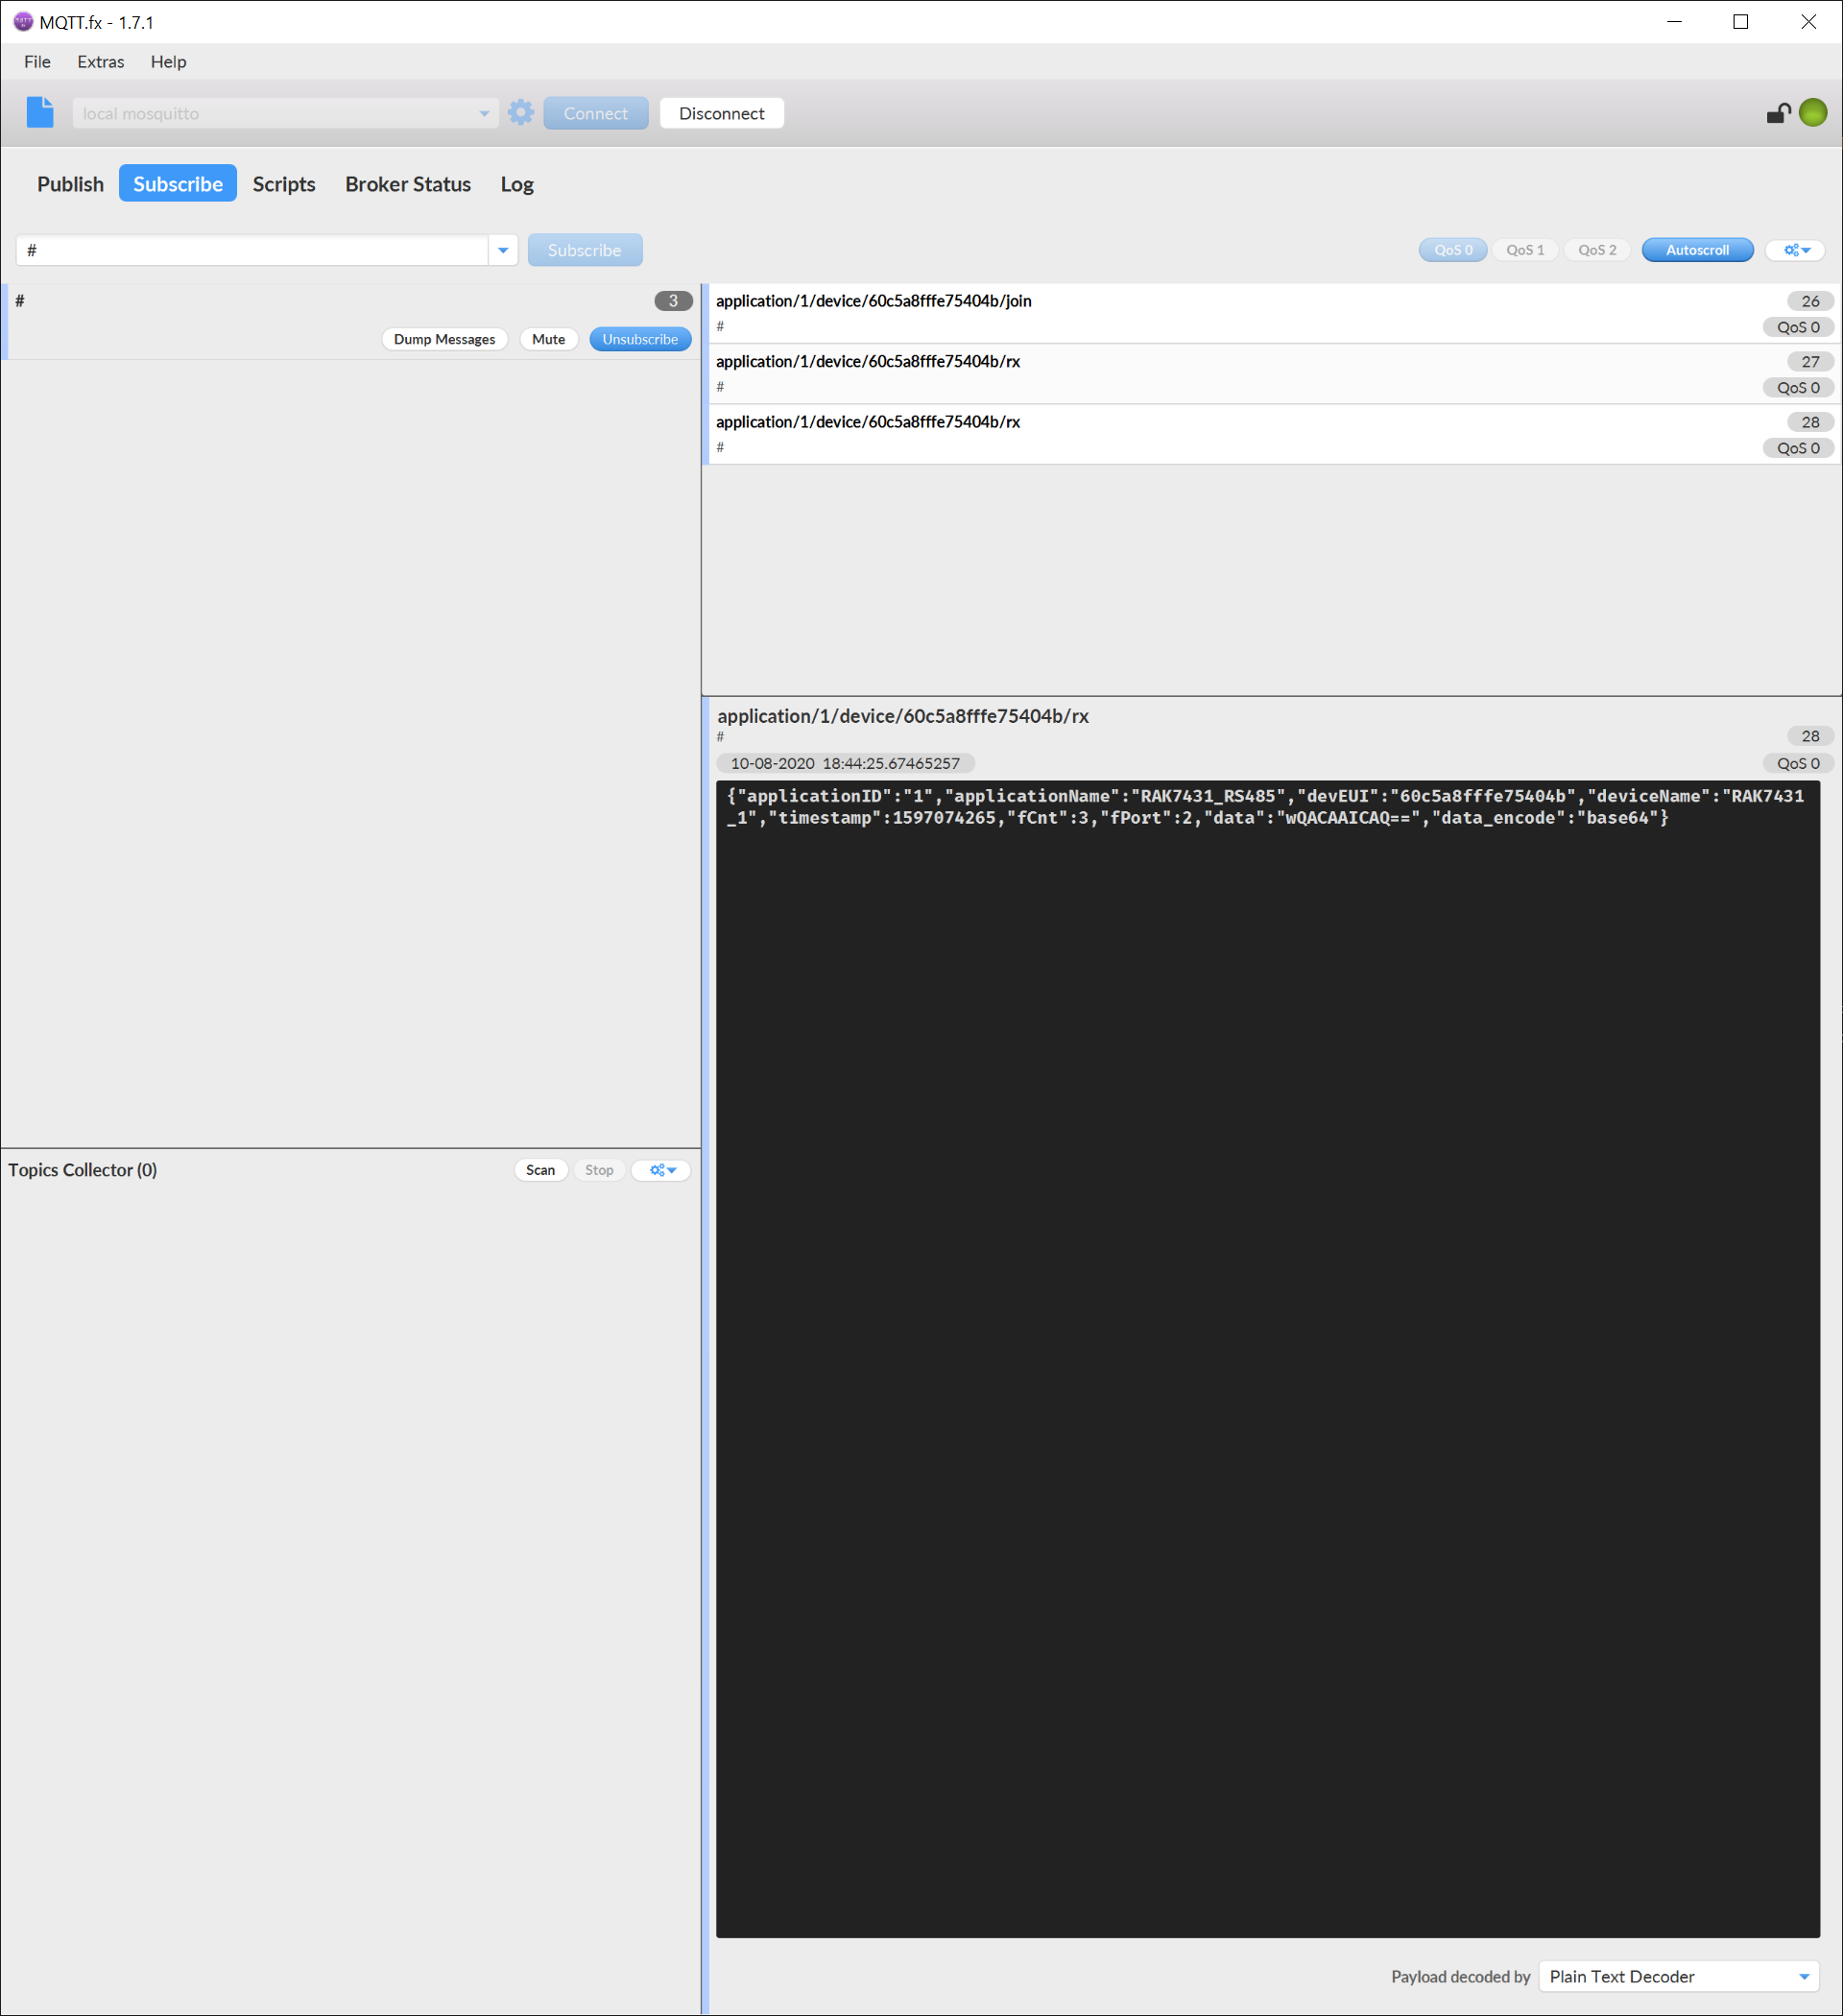 MQTT.fx - 1.7.1
File Extras Help
local mosquitto Connect Disconnect
Publish Subscribe Scripts Broker Status Log
# Subscribe QoS 0 QoS 1 QoS 2 Autoscroll
# 3
Dump Messages Mute Unsubscribe
application/1/device/60c5a8fffe75404b/join 26
# QoS 0
application/1/device/60c5a8fffe75404b/rx 27
# QoS 0
application/1/device/60c5a8fffe75404b/rx 28
# QoS 0
application/1/device/60c5a8fffe75404b/rx
# 28
10-08-2020 18:44:25.67465257 QoS 0
{"applicationID":"1","applicationName":"RAK7431_RS485","devEUI":"60c5a8fffe75404b","deviceName":"RAK7431
_1","timestamp":1597074265,"fCnt":3,"fPort":2,"data":"wQACAAICAQ==","data_encode":"base64"}
Topics Collector (0) Scan Stop
Payload decoded by Plain Text Decoder